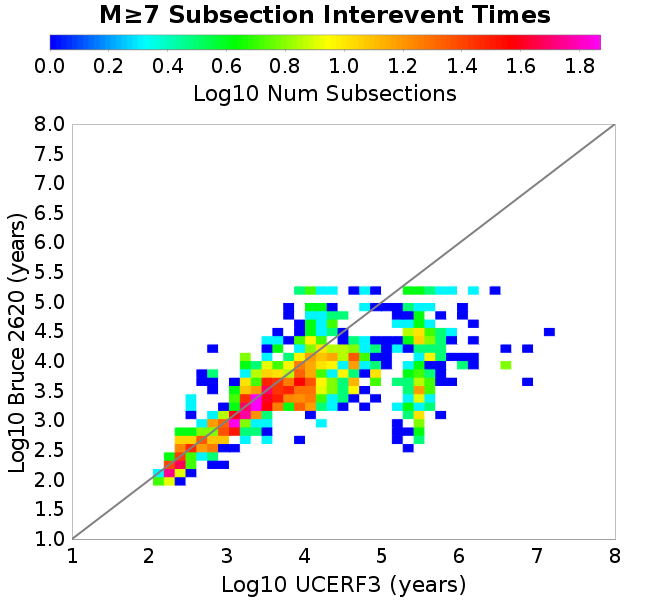 M≥7 Subsection Interevent Times
0.0 0.2 0.4 0.6 0.8 1.0 1.2 1.4 1.6 1.8
Log10 Num Subsections
8.0
7.5
7.0
6.5
6.0
5.5
5.0
4.5
4.0
3.5
3.0
2.5
2.0
1.5
1.0
Log10 Bruce 2620 (years)
1 2 3 4 5 6 7 8
Log10 UCERF3 (years)